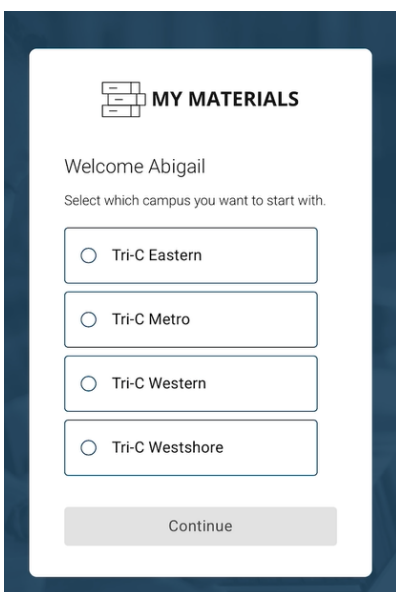 MY MATERIALS
Welcome Abigail
Select which campus you want to start with.
Tri-C Eastern
Tri-C Metro
Tri-C Western
Tri-C Westshore
Continue